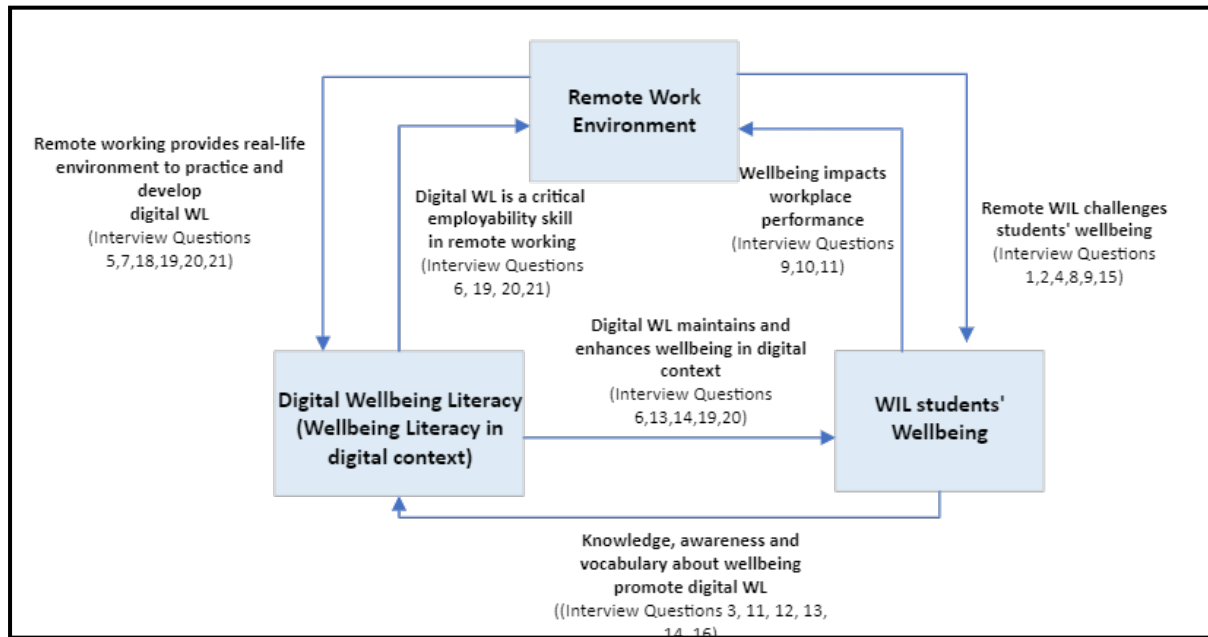 Remote Work
Environment
Remote working provides real-life
environment to practice and
develop
digital WL
(Interview Questions
5,7,18,19,20,21)
Digital WL is a critical
employability skill
in remote working
(Interview Questions
6, 19, 20,21)
Wellbeing impacts
workplace
performance
(Interview Questions
9,10,11)
Remote WIL challenges
students' wellbeing
(Interview Questions
1,2,4,8,9,15)
Digital WL maintains and
enhances wellbeing in digital
context
(Interview Questions
6,13,14,19,20)
Digital Wellbeing Literacy
(Wellbeing Literacy in
digital context)
WIL students'
Wellbeing
Knowledge, awareness and
vocabulary about wellbeing
promote digital WL
((Interview Questions 3, 11, 12, 13,
14, 16)